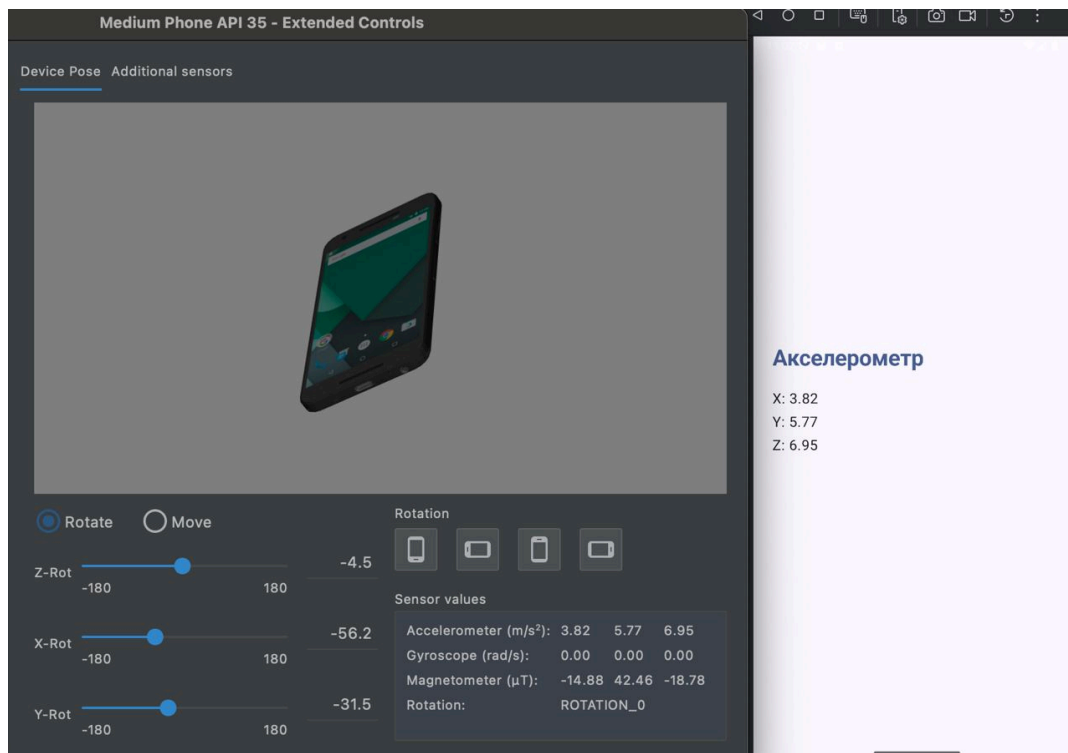 Medium Phone API 35 - Extended Controls
Device Pose Additional sensors
Rotate Move
Z-Rot -4.5
-180 180
X-Rot -56.2
-180 180
Y-Rot -31.5
-180 180
Rotation
Sensor values
Accelerometer (m/s²): 3.82 5.77 6.95
Gyroscope (rad/s): 0.00 0.00 0.00
Magnetometer (μT): -14.88 42.46 -18.78
Rotation: ROTATION_0
Акселерометр
X: 3.82
Y: 5.77
Z: 6.95